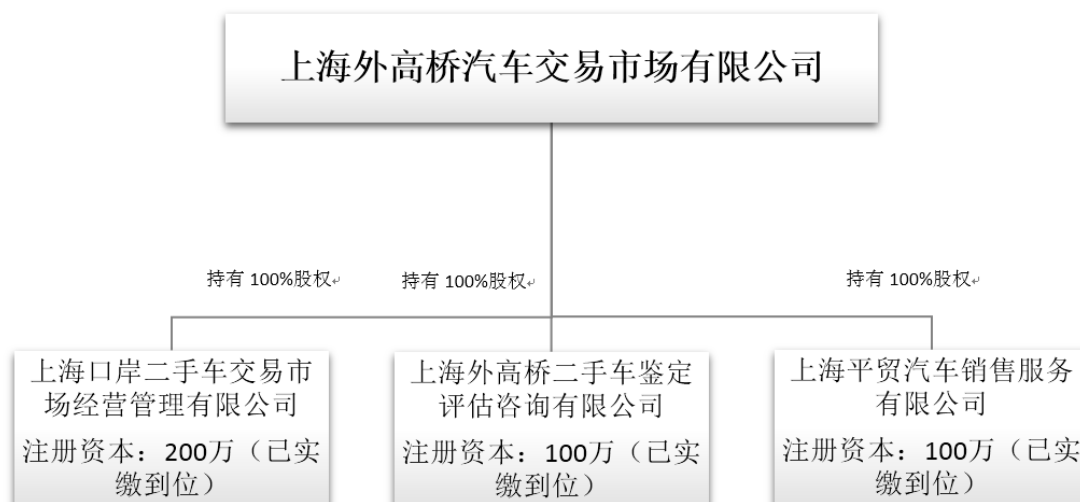 上海外高桥汽车交易市场有限公司
持有 100%股权
持有 100%股权
持有 100%股权
上海口岸二手车交易市
场经营管理有限公司
注册资本：200万（已实
缴到位）
上海外高桥二手车鉴定
评估咨询有限公司
注册资本：100万（已实
缴到位）
上海平贸汽车销售服务
有限公司
注册资本：100万（已实
缴到位）